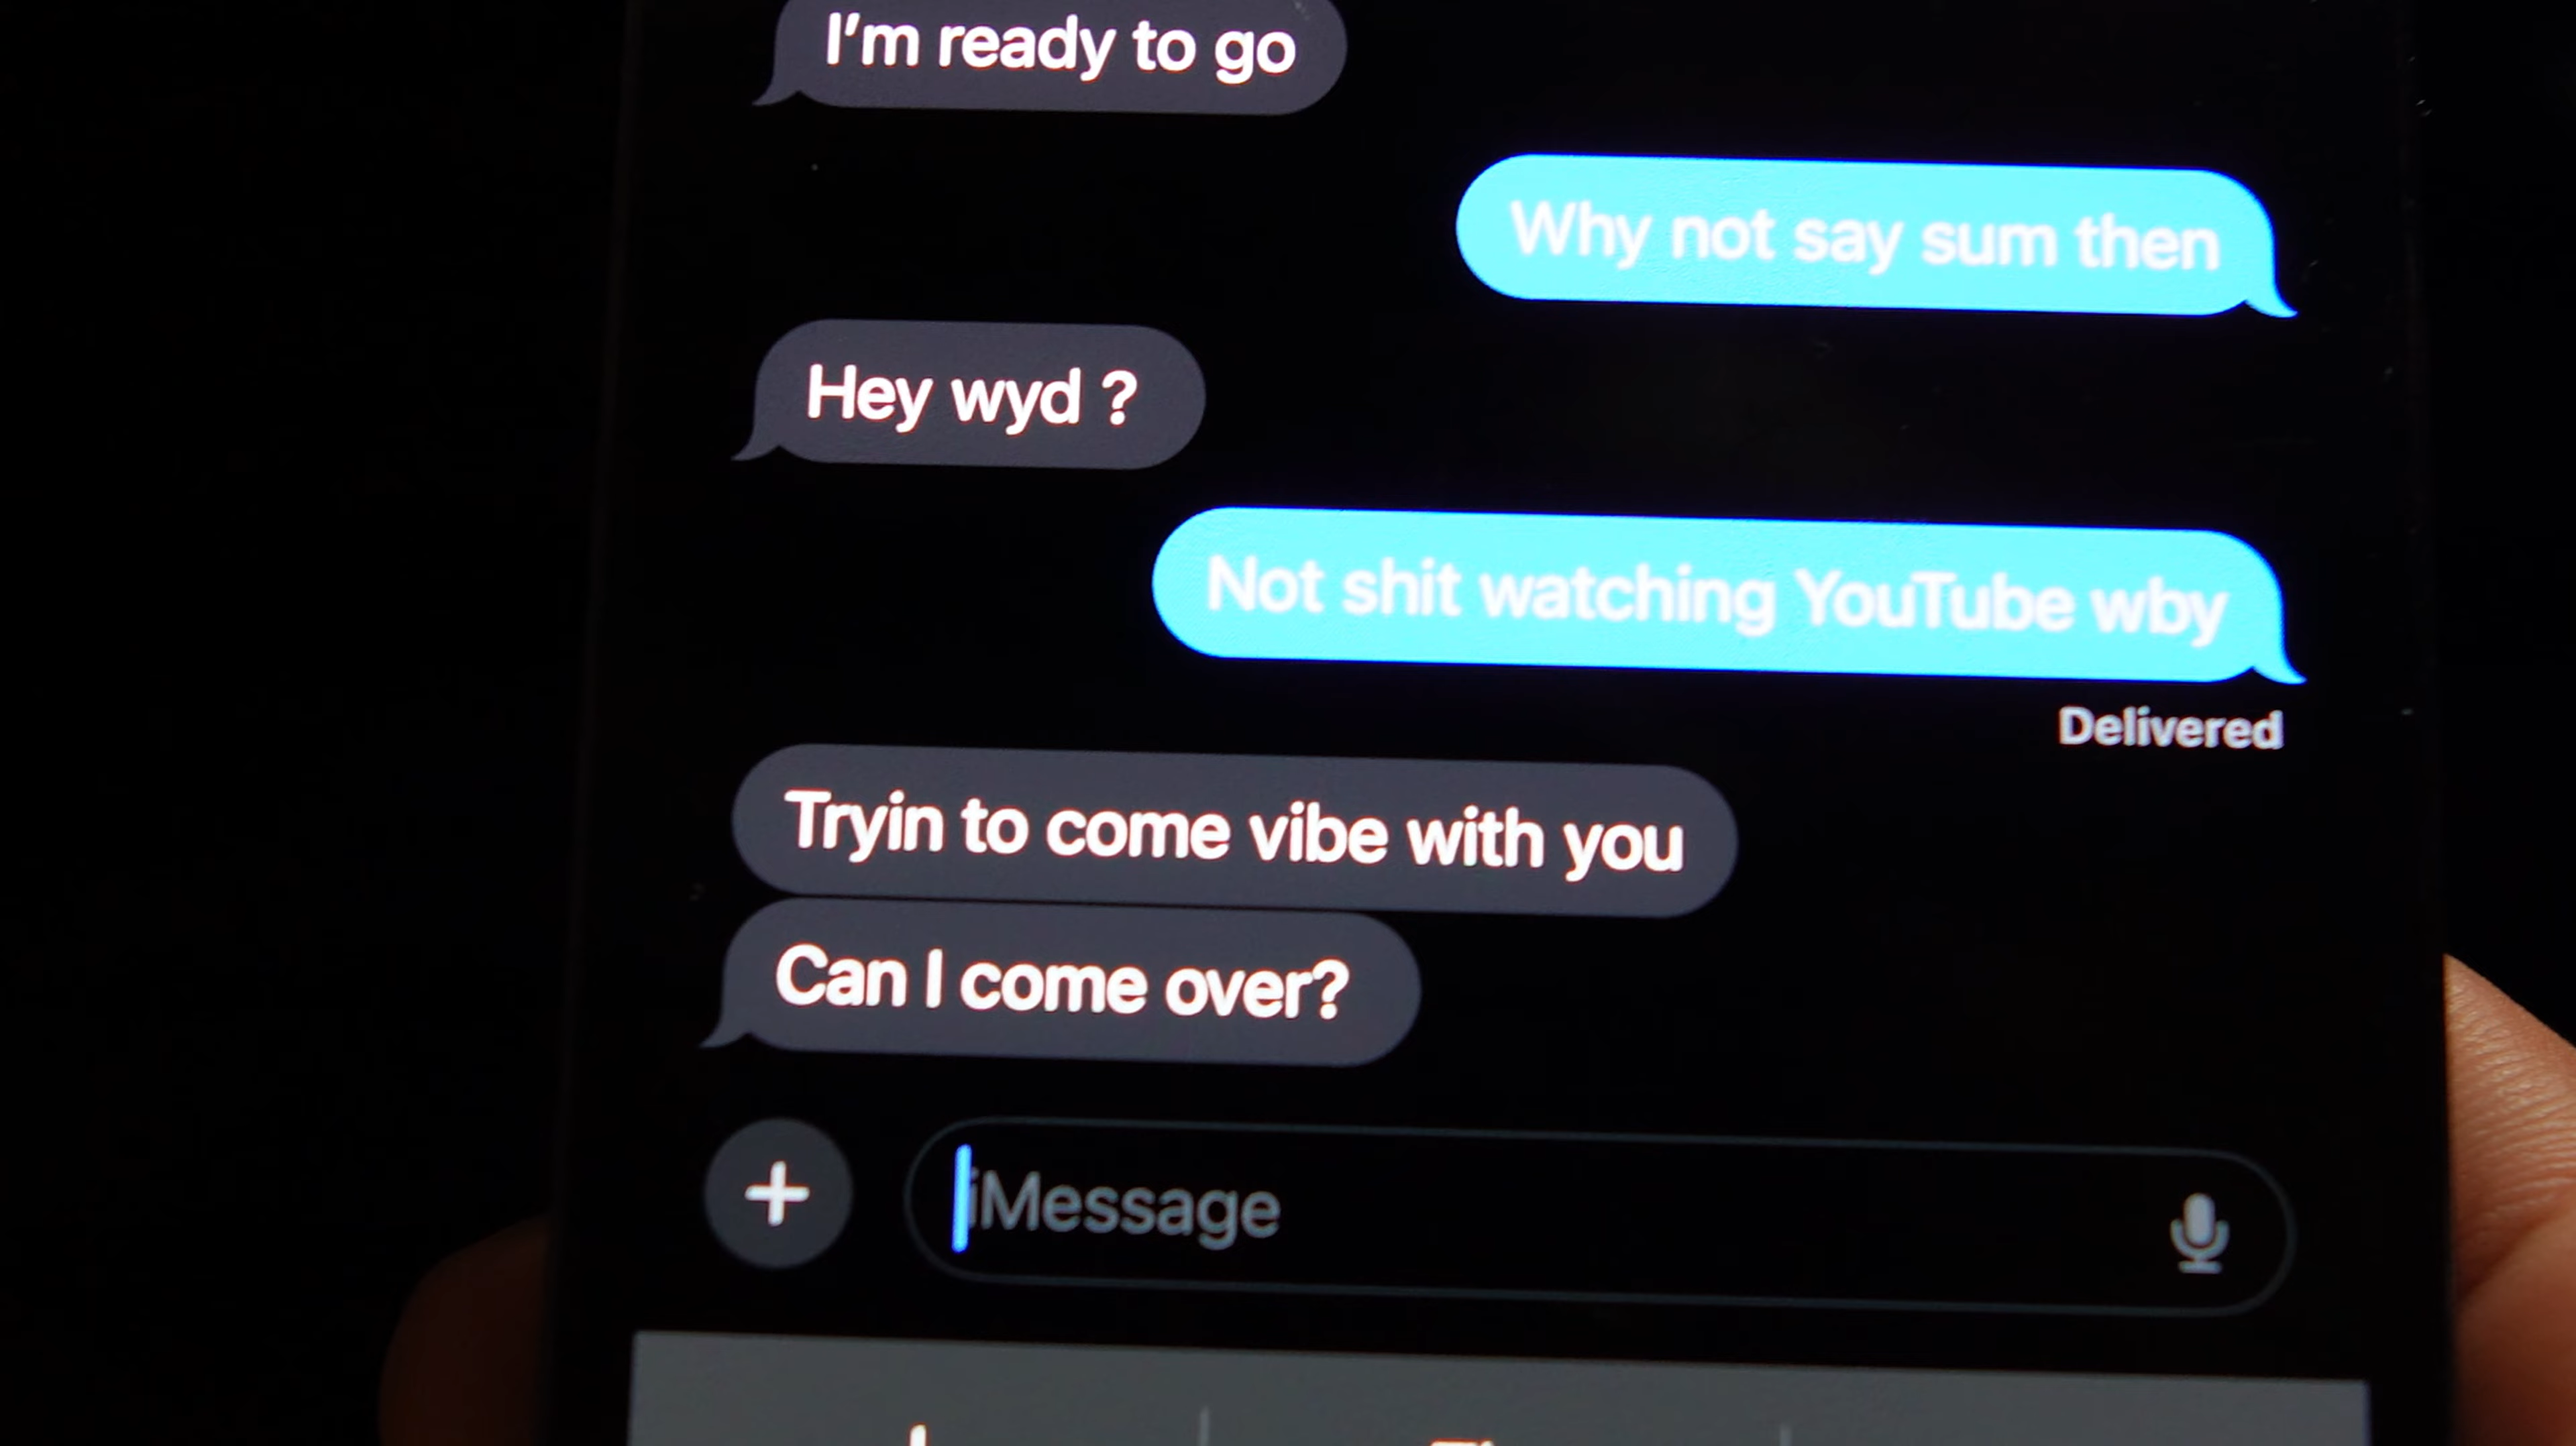 I'm ready to go
Why not say sum then
Hey wyd ?
Not shit watching YouTube wby
Delivered
Tryin to come vibe with you
Can I come over?
iMessage